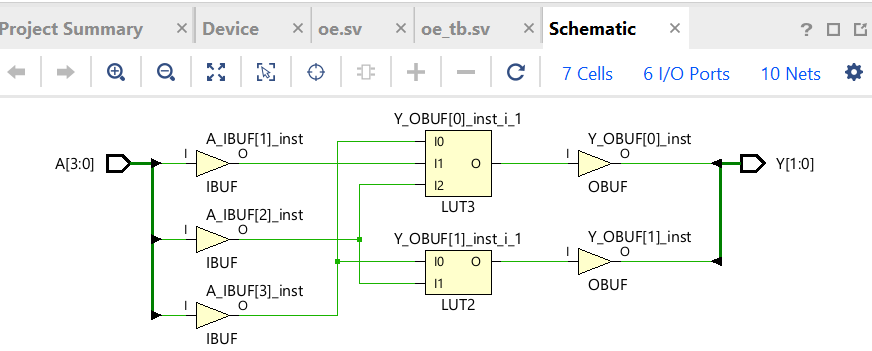 Project Summary × Device × oe.sv × oe_tb.sv × Schematic × ?
7 Cells 6 I/O Ports 10 Nets
Y_OBUF[0]_inst_i_1
A_IBUF[1]_inst I0 Y_OBUF[0]_inst
A[3:0] I O I1 O I O Y[1:0]
IBUF I2 OBUF
LUT3
A_IBUF[2]_inst Y_OBUF[1]_inst_i_1 Y_OBUF[1]_inst
I O I0 O I O
IBUF I1 OBUF
A_IBUF[3]_inst LUT2
I O
IBUF